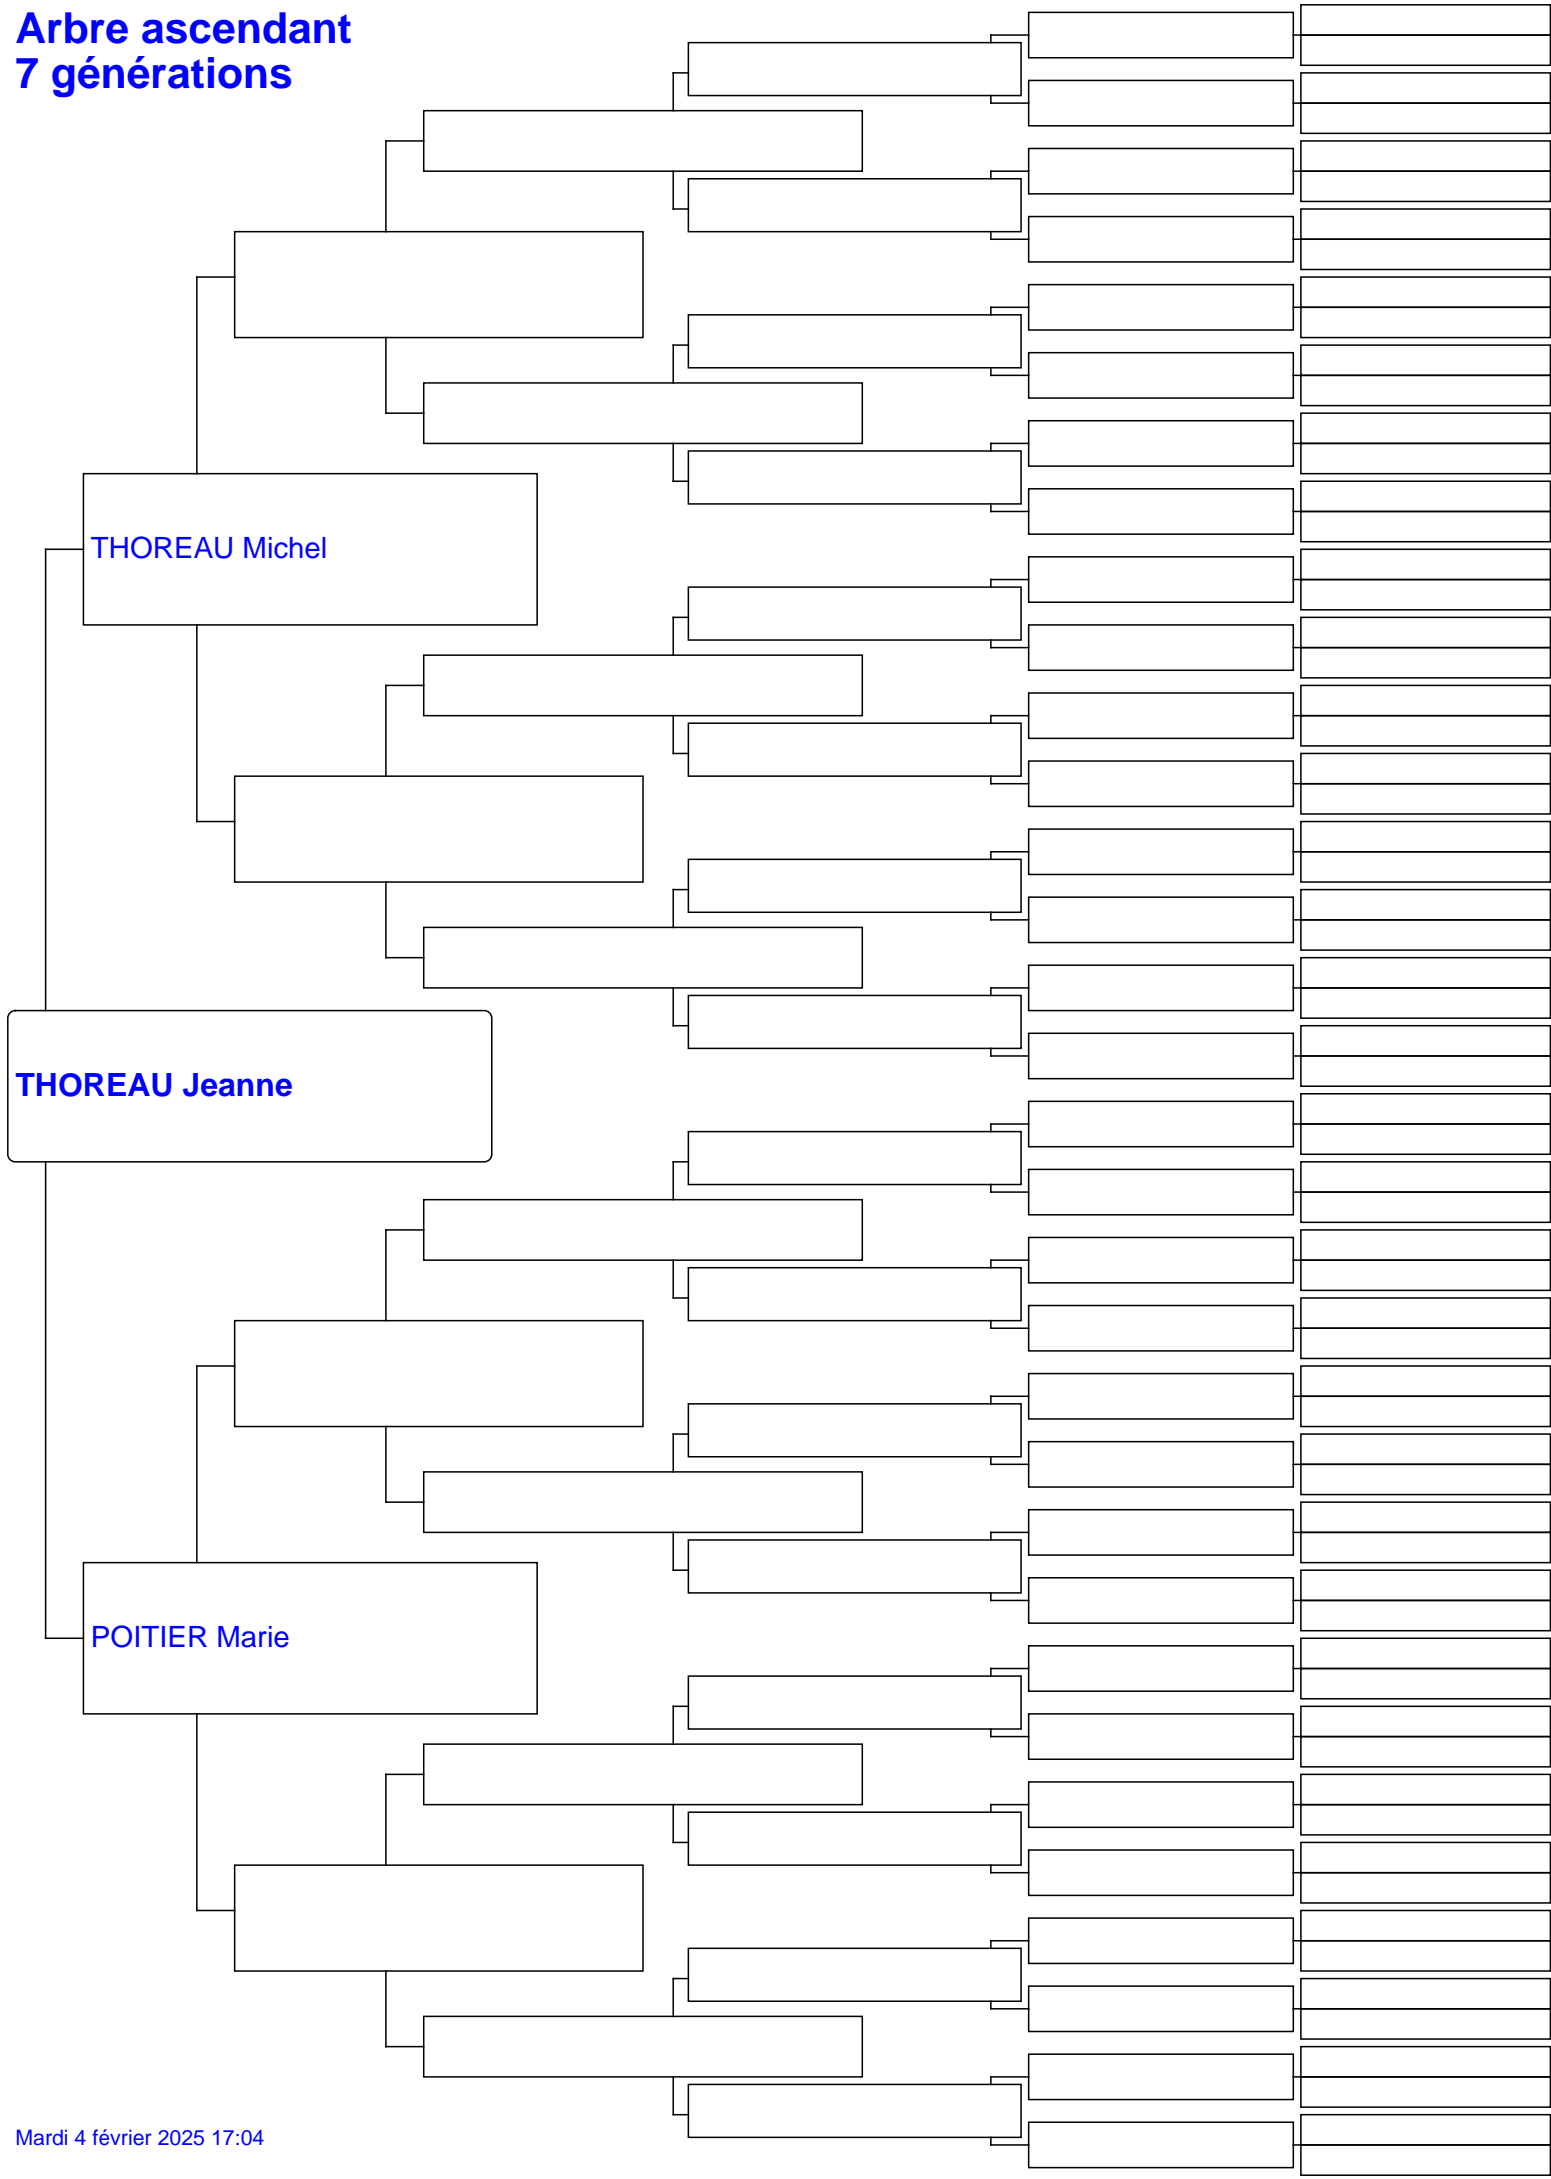 Arbre ascendant
7 générations
THOREAU Michel
THOREAU Jeanne
POITIER Marie
Mardi 4 février 2025 17:04